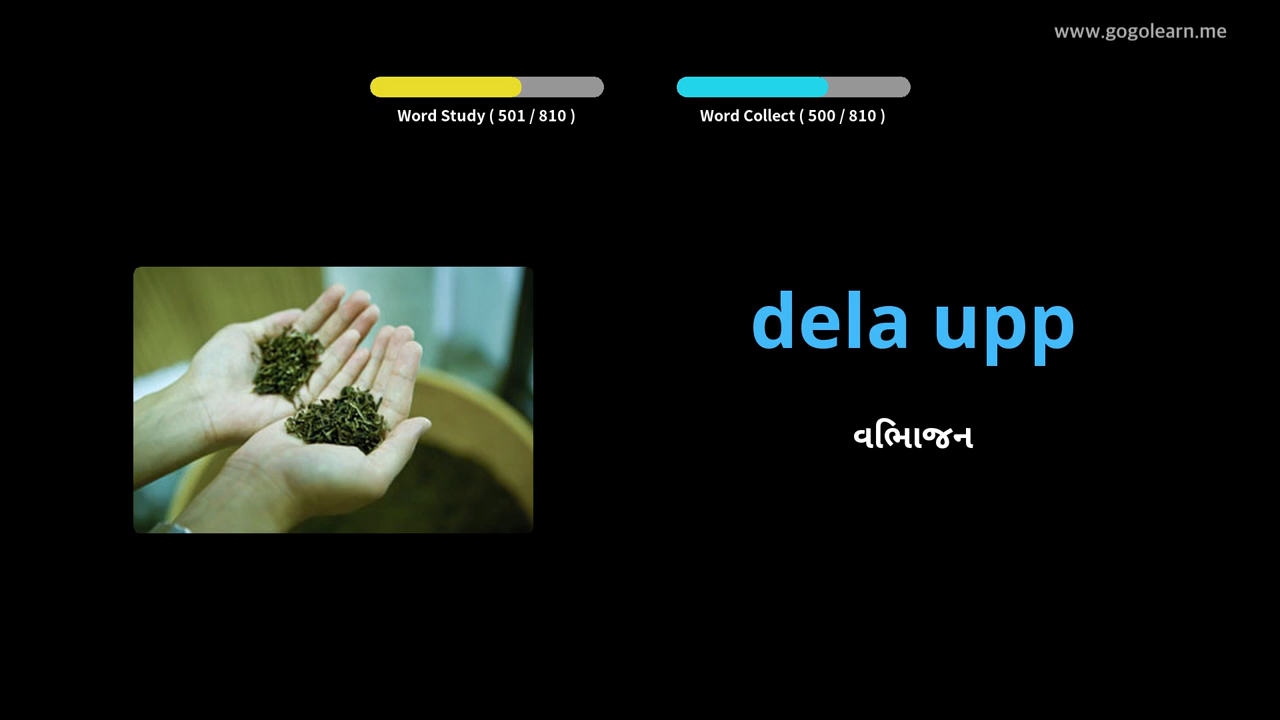 www.gogolearn.me
Word Study ( 501 / 810 )
Word Collect ( 500 / 810 )
dela upp
વિભાજન